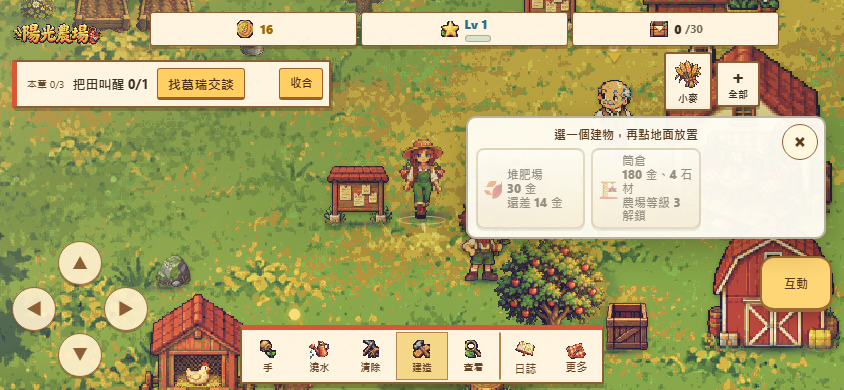 陽光農場
16
Lv 1
0 /30
本章 0/3 把田叫醒 0/1 找葛瑞交談 收合
小麥
+
全部
選一個建物，再點地面放置
×
堆肥場
30 金
還差 14 金
筒倉
180 金、4 石
材
農場等級 3
解鎖
互動
手 澆水 清除 建造 查看 日誌 更多